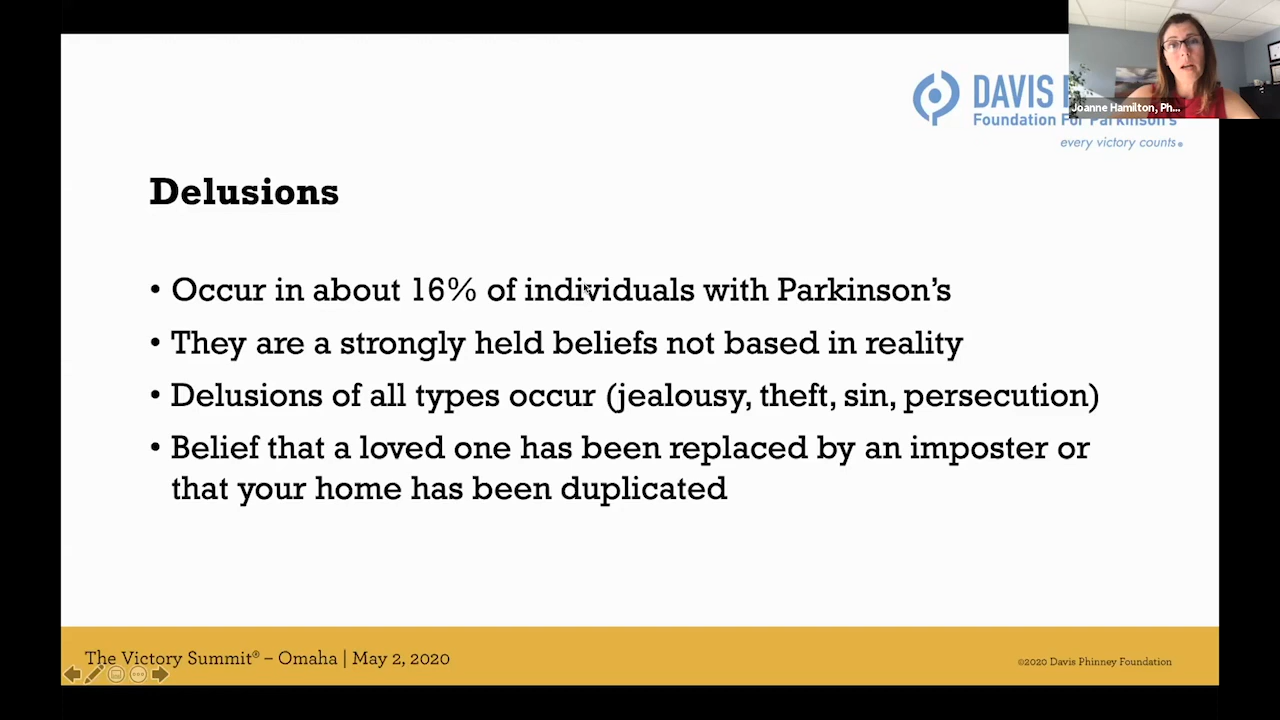 DAVIS
Foundation For Parkinson's
every victory counts.
Joanne Hamilton, Ph...
Delusions
• Occur in about 16% of individuals with Parkinson's
• They are a strongly held beliefs not based in reality
• Delusions of all types occur (jealousy, theft, sin, persecution)
• Belief that a loved one has been replaced by an imposter or
that your home has been duplicated
The Victory Summit® – Omaha | May 2, 2020
©2020 Davis Phinney Foundation